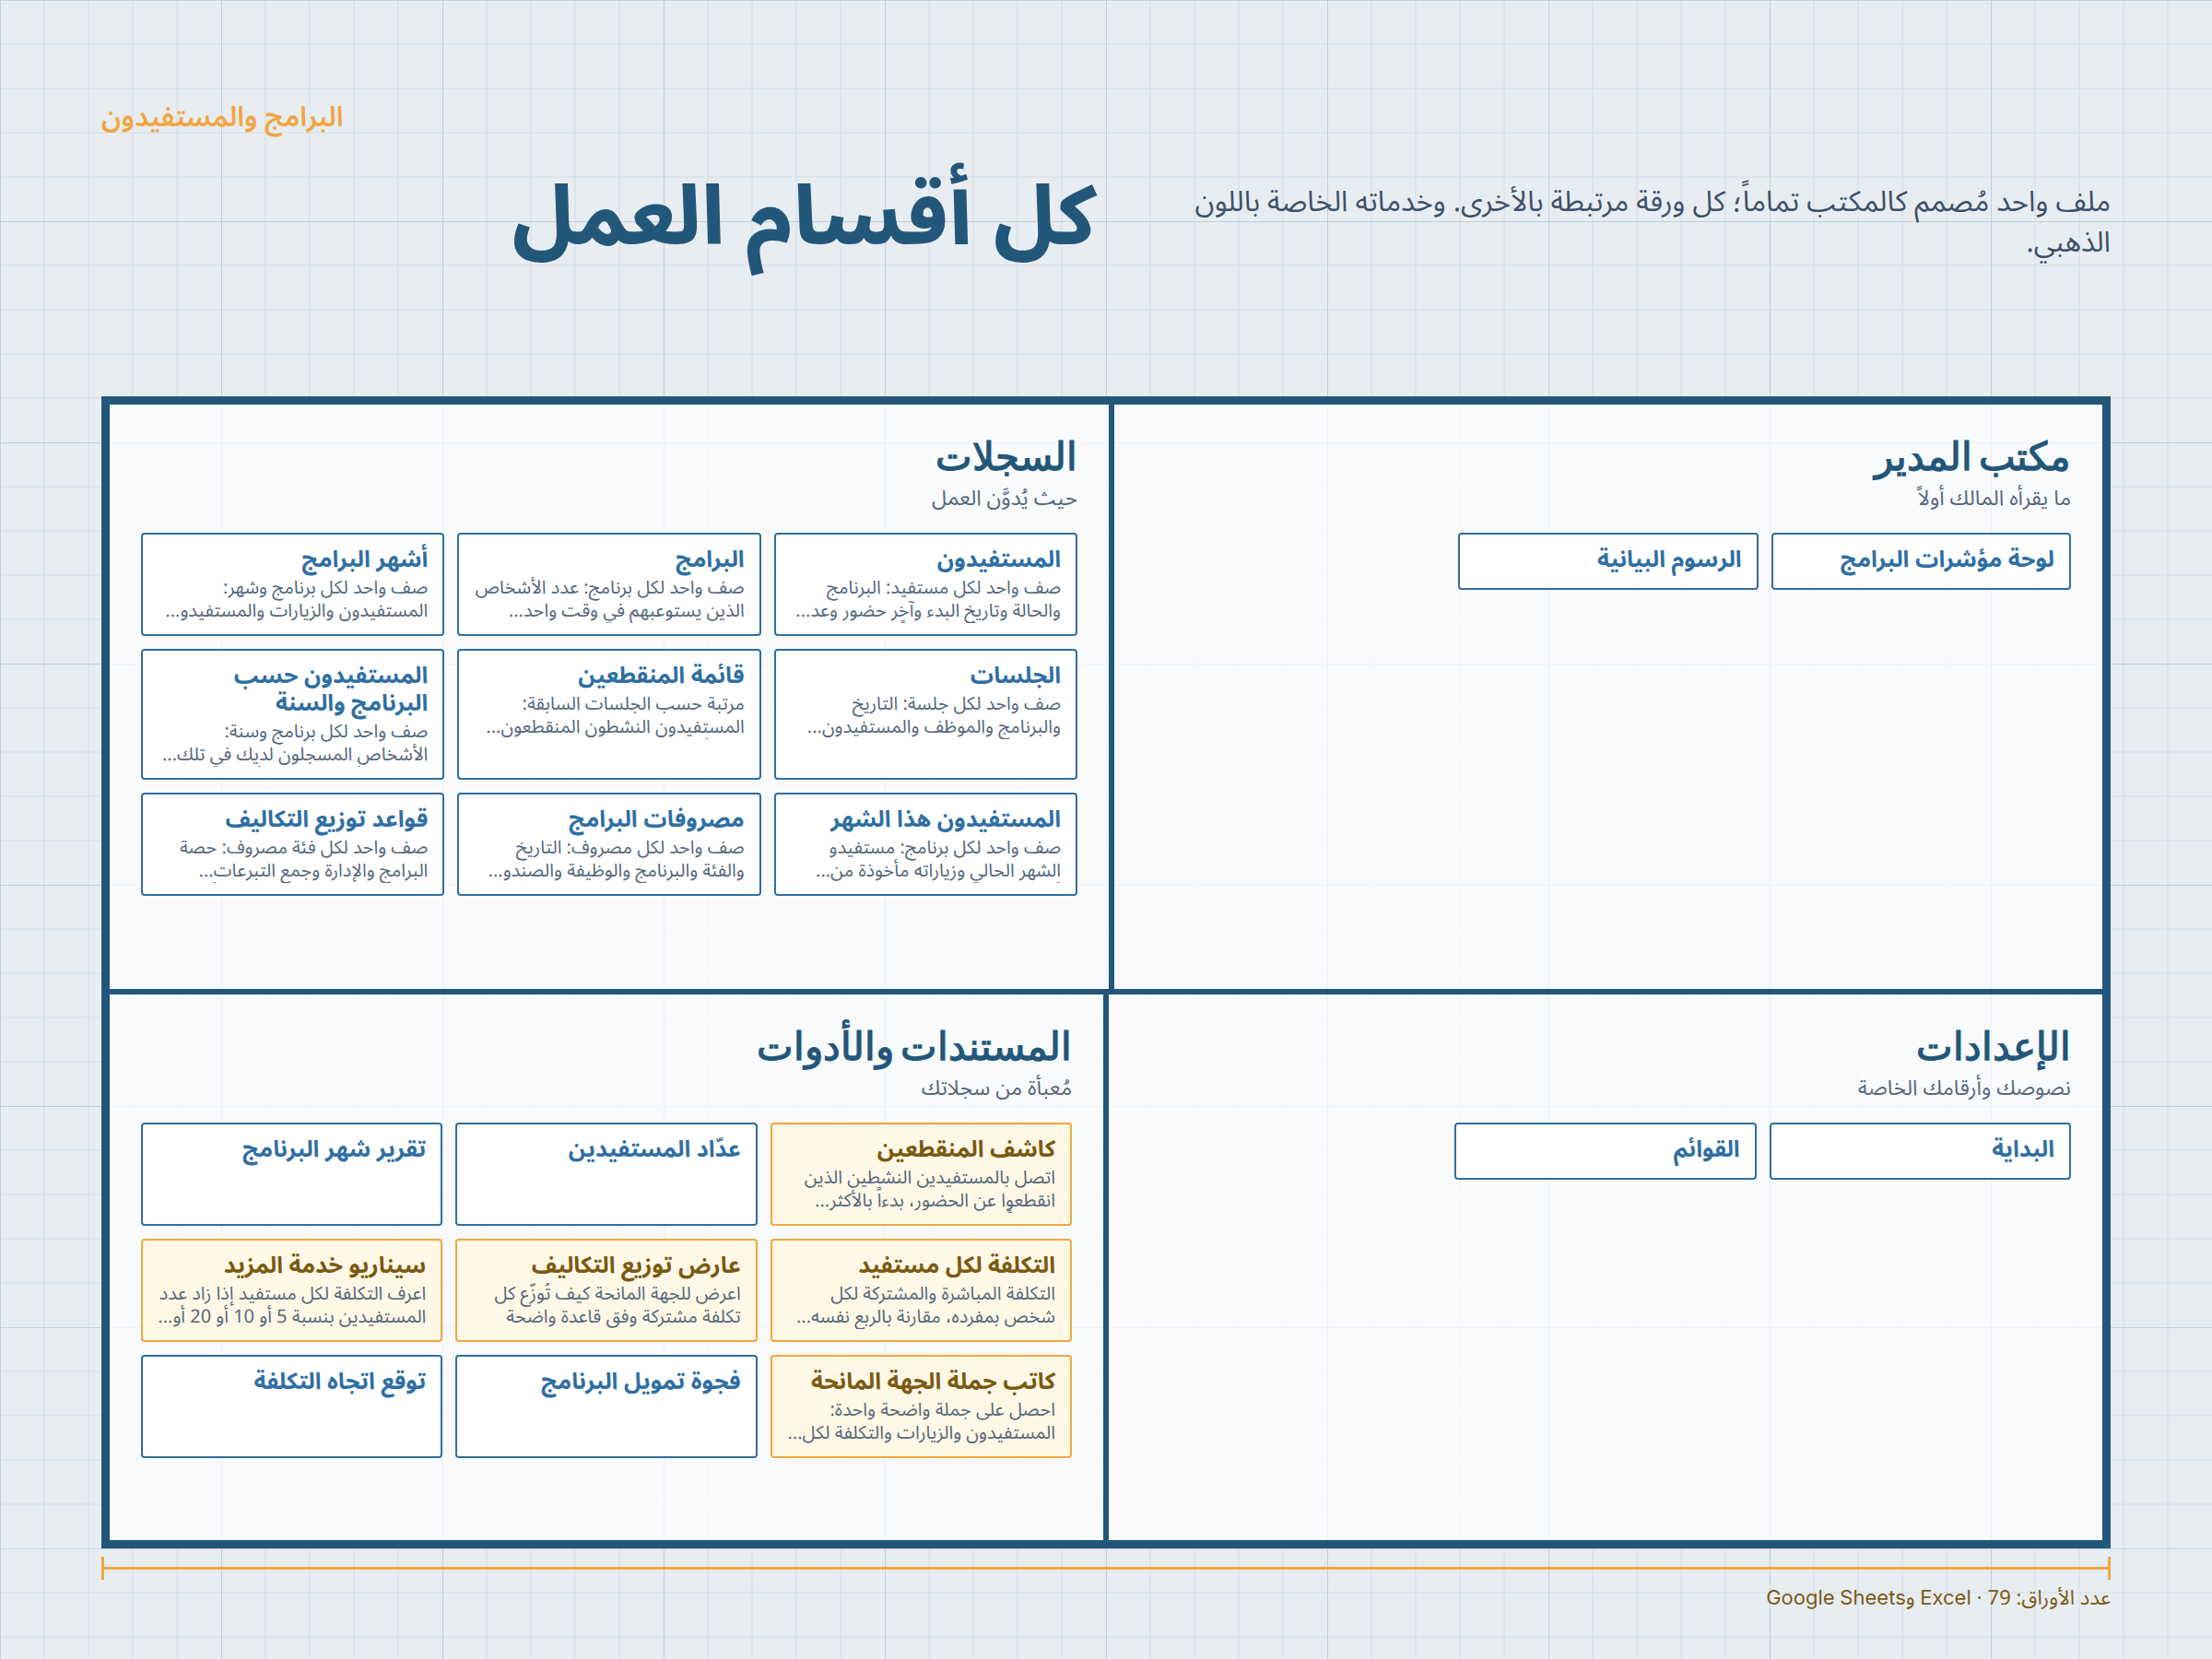 البرامج والمستفيدون
كل أقسام العمل
ملف واحد مُصمم كالمكتب تماماً؛ كل ورقة مرتبطة بالأخرى. وخدماته الخاصة باللون
الذهبي.
مكتب المدير
ما يقرأه المالك أولاً
لوحة مؤشرات البرامج
الرسوم البيانية
السجلات
حيث يُدوَّن العمل
المستفيدون
صف واحد لكل مستفيد: البرنامج
والحالة وتاريخ البدء وآخر حضور وعد...
البرامج
صف واحد لكل برنامج: عدد الأشخاص
الذين يستوعبهم في وقت واحد...
أشهر البرامج
صف واحد لكل برنامج وشهر:
المستفيدون والزيارات والمستفيدو...
الجلسات
صف واحد لكل جلسة: التاريخ
والبرنامج والموظف والمستفيدون...
قائمة المنقطعين
مرتبة حسب الجلسات السابقة:
المستفيدون النشطون المنقطعون...
المستفيدون حسب
البرنامج والسنة
صف واحد لكل برنامج وسنة:
الأشخاص المسجلون لديك في تلك...
المستفيدون هذا الشهر
صف واحد لكل برنامج: مستفيدو
الشهر الحالي وزياراته مأخوذة من...
مصروفات البرامج
صف واحد لكل مصروف: التاريخ
والفئة والبرنامج والوظيفة والصندو...
قواعد توزيع التكاليف
صف واحد لكل فئة مصروف: حصة
البرامج والإدارة وجمع التبرعات...
الإعدادات
نصوصك وأرقامك الخاصة
البداية
القوائم
المستندات والأدوات
مُعبأة من سجلاتك
كاشف المنقطعين
اتصل بالمستفيدين النشطين الذين
انقطعوا عن الحضور، بدءاً بالأكثر...
عدّاد المستفيدين
تقرير شهر البرنامج
التكلفة لكل مستفيد
التكلفة المباشرة والمشتركة لكل
شخص بمفرده، مقارنة بالربع نفسه...
عارض توزيع التكاليف
اعرض للجهة المانحة كيف تُوزّع كل
تكلفة مشتركة وفق قاعدة واضحة
سيناريو خدمة المزيد
اعرف التكلفة لكل مستفيد إذا زاد عدد
المستفيدين بنسبة 5 أو 10 أو 20 أو...
كاتب جملة الجهة المانحة
احصل على جملة واضحة واحدة:
المستفيدون والزيارات والتكلفة لكل...
فجوة تمويل البرنامج
توقع اتجاه التكلفة
عدد الأوراق: 79 · Excel وGoogle Sheets